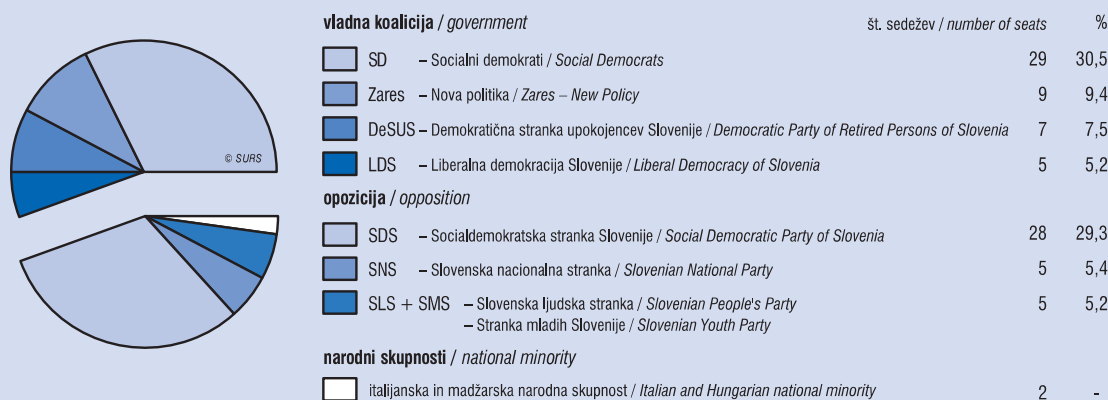 vladna koalicija / government št. sedežev / number of seats %
SD – Socialni demokrati / Social Democrats 29 30,5
Zares – Nova politika / Zares – New Policy 9 9,4
DeSUS – Demokratična stranka upokojencev Slovenije / Democratic Party of Retired Persons of Slovenia 7 7,5
© SURS
LDS – Liberalna demokracija Slovenije / Liberal Democracy of Slovenia 5 5,2
opozicija / opposition
SDS – Socialdemokratska stranka Slovenije / Social Democratic Party of Slovenia 28 29,3
SNS – Slovenska nacionalna stranka / Slovenian National Party 5 5,4
SLS + SMS – Slovenska ljudska stranka / Slovenian People's Party 5 5,2
– Stranka mladih Slovenije / Slovenian Youth Party
narodni skupnosti / national minority
italijanska in madžarska narodna skupnost / Italian and Hungarian national minority 2 -